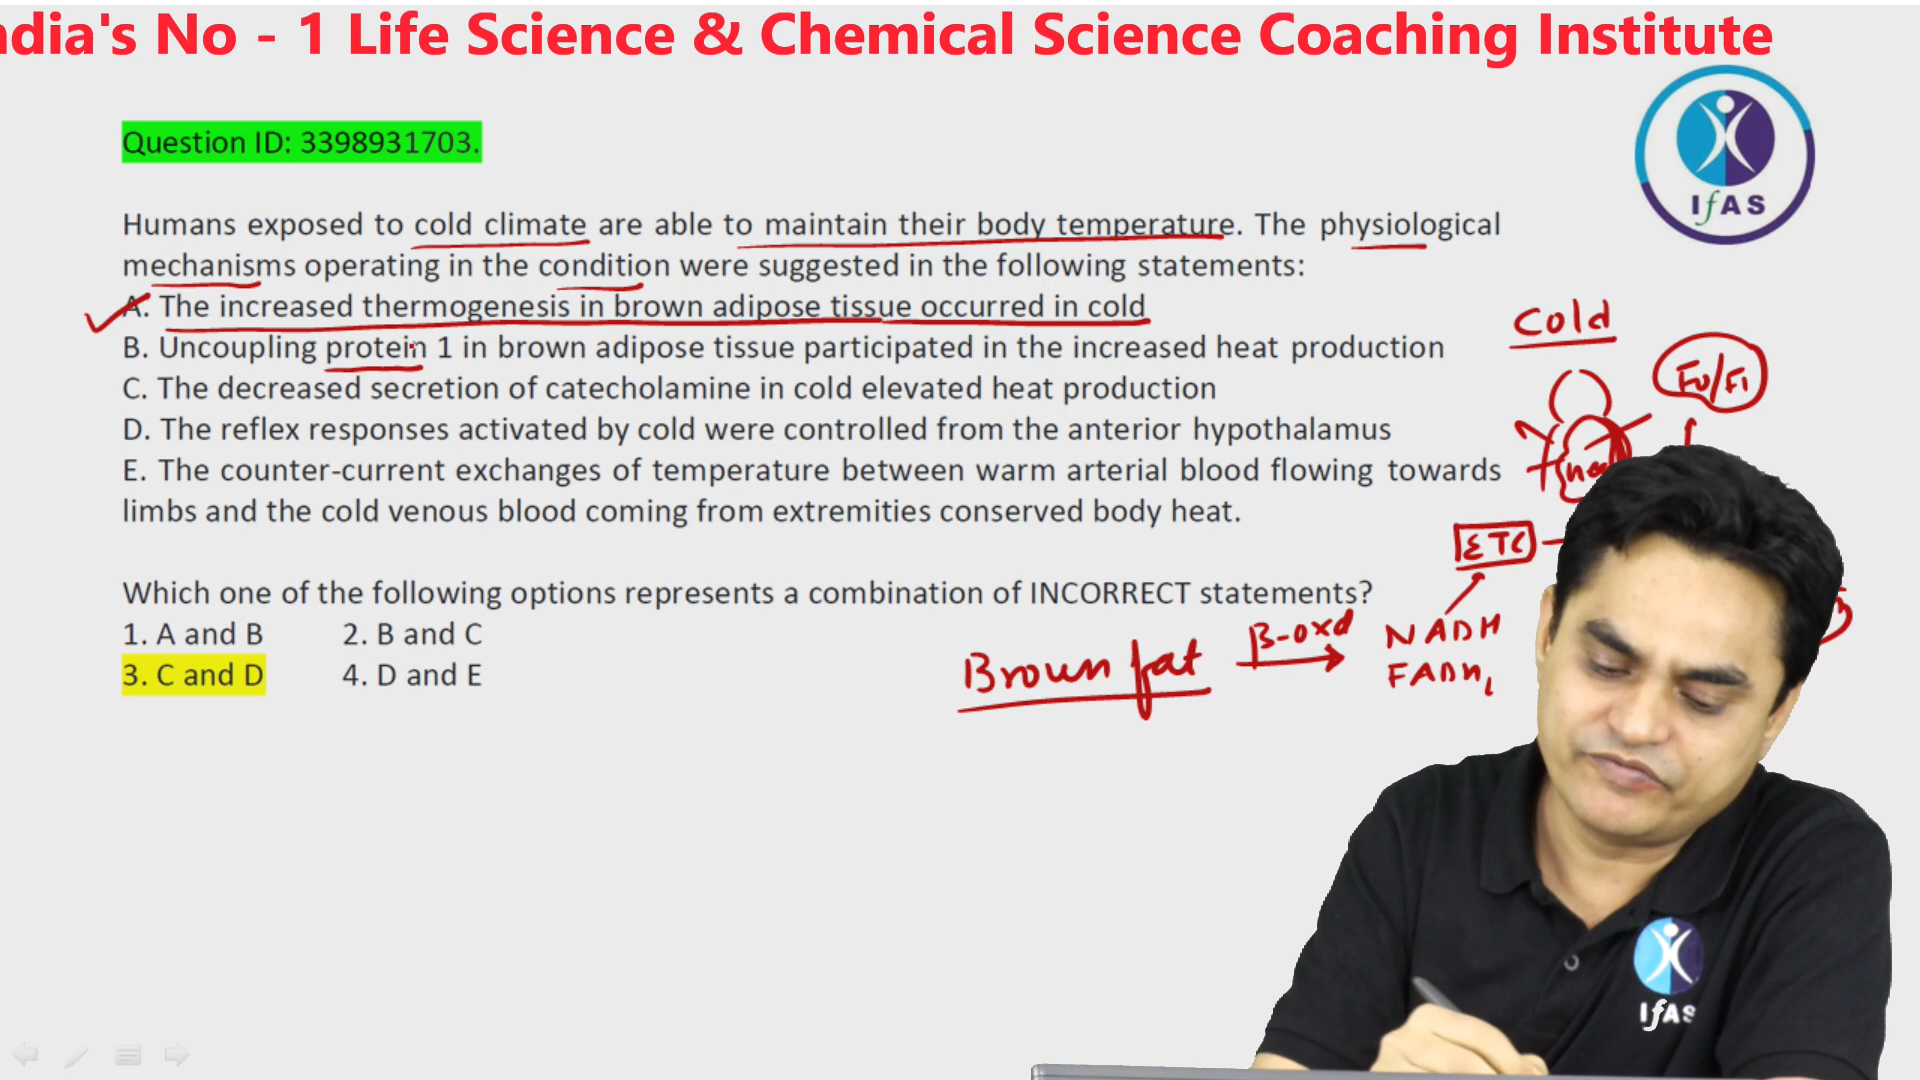 ndia's No - 1 Life Science & Chemical Science Coaching Institute
IfAS
Question ID: 3398931703.
Humans exposed to cold climate are able to maintain their body temperature. The physiological
mechanisms operating in the condition were suggested in the following statements:
A. The increased thermogenesis in brown adipose tissue occurred in cold
B. Uncoupling protein 1 in brown adipose tissue participated in the increased heat production
C. The decreased secretion of catecholamine in cold elevated heat production
D. The reflex responses activated by cold were controlled from the anterior hypothalamus
E. The counter-current exchanges of temperature between warm arterial blood flowing towards
limbs and the cold venous blood coming from extremities conserved body heat.
Cold
F0/F1
ETC
Which one of the following options represents a combination of INCORRECT statements?
1. A and B 2. B and C
3. C and D 4. D and E
Brown fat β-oxd NADH
FADH2
IfAS